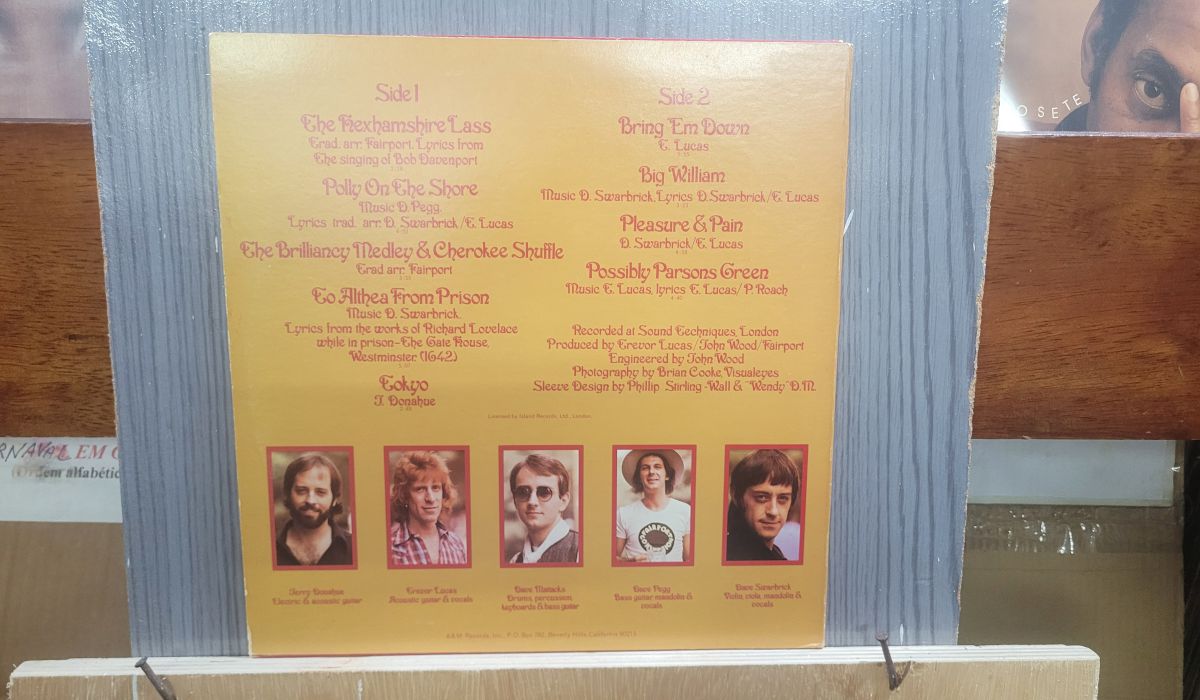 Side 1
The Hexhamshire Lass
Trad. arr. Fairport. Lyrics from
the singing of Bob Davenport
Polly On The Shore
Music D. Pegg.
Lyrics trad. arr. D. Swarbrick/T. Lucas
The Brilliancy Medley & Cherokee Shuffle
Trad arr. Fairport
To Althea From Prison
Music D. Swarbrick.
Lyrics from the works of Richard Lovelace
while in prison–The Gate House,
Westminster. (1642)
Tokyo
J. Donahue
Side 2
Bring 'Em Down
T. Lucas
Big William
Music D. Swarbrick, Lyrics D. Swarbrick/T. Lucas
Pleasure & Pain
D. Swarbrick/T. Lucas
Possibly Parsons Green
Music T. Lucas, lyrics T. Lucas/P. Roach
Recorded at Sound Techniques, London
Produced by Trevor Lucas/John Wood/Fairport
Engineered by John Wood
Photography by Brian Cooke, Visualeyes
Sleeve Design by Phillip Stirling-Wall & "Wendy" D.M.
Licensed by Island Records, Ltd., London.
Jerry Donahue
Electric & acoustic guitar
Trevor Lucas
Acoustic guitar & vocals
Dave Mattacks
Drums, percussion,
keyboards & bass guitar
Dave Pegg
Bass guitar mandolin &
vocals
Dave Swarbrick
Violin, viola, mandolin &
vocals
A&M Records, Inc., P.O. Box 782, Beverly Hills, California 90213
OSETE
RNAVAL EM
Ordem alfabétic